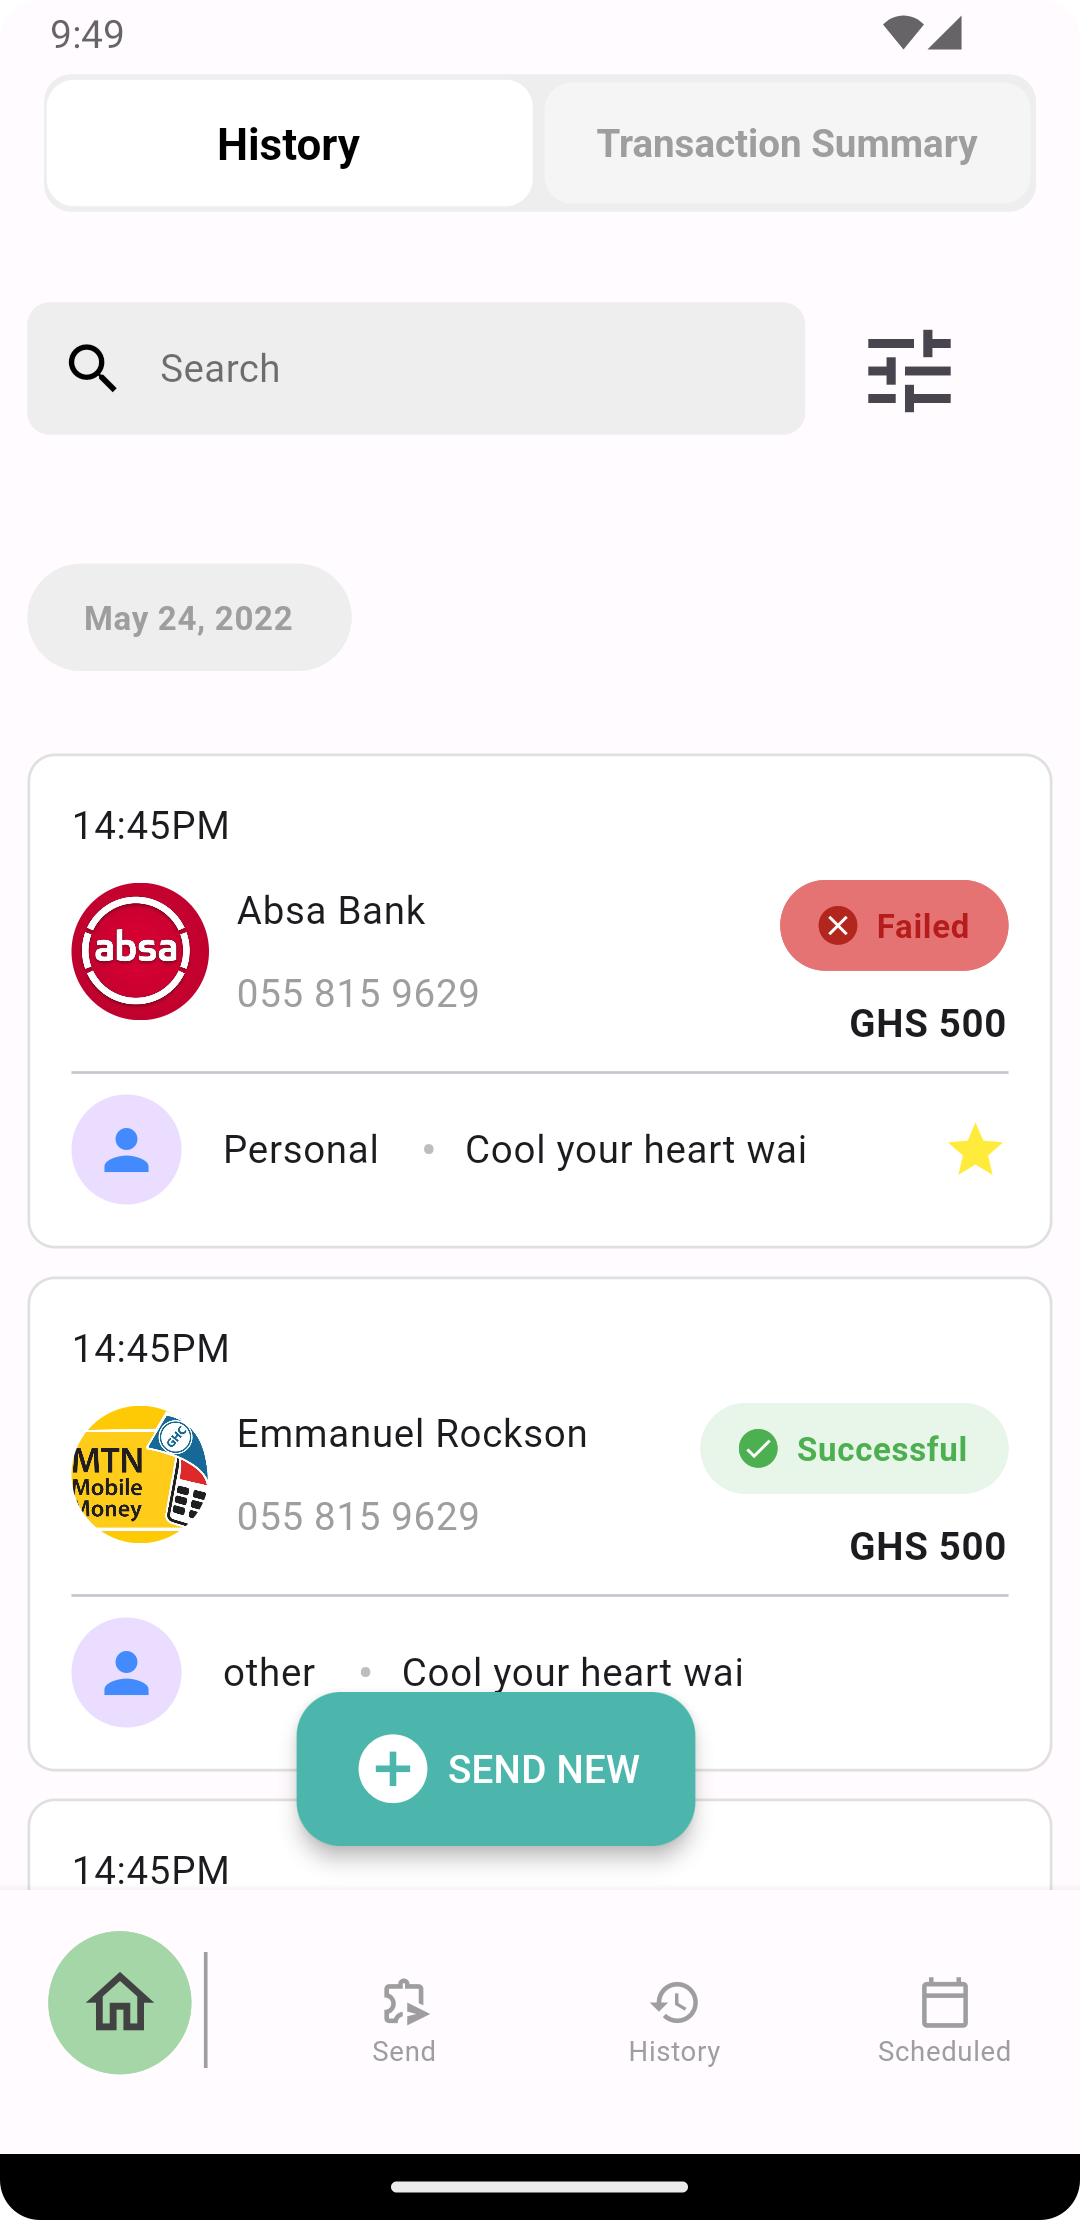 9:49
History
Transaction Summary
Search
May 24, 2022
14:45PM
absa
Absa Bank
055 815 9629
Failed
GHS 500
Personal • Cool your heart wai
14:45PM
MTN
Mobile
Money
GHC
Emmanuel Rockson
055 815 9629
Successful
GHS 500
other • Cool your heart wai
SEND NEW
14:45PM
Send
History
Scheduled